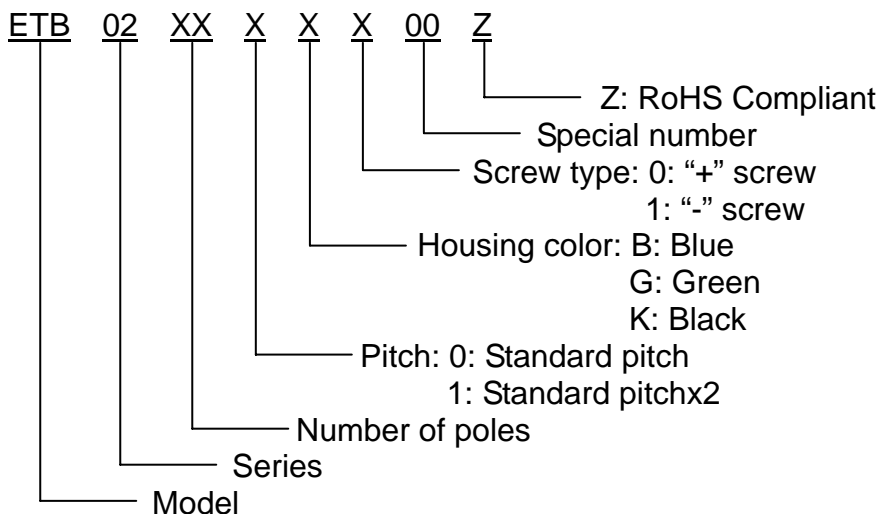 ETB 02 XX X X X 00 Z
Z: RoHS Compliant
Special number
Screw type: 0: “+” screw
1: “-” screw
Housing color: B: Blue
G: Green
K: Black
Pitch: 0: Standard pitch
1: Standard pitchx2
Number of poles
Series
Model